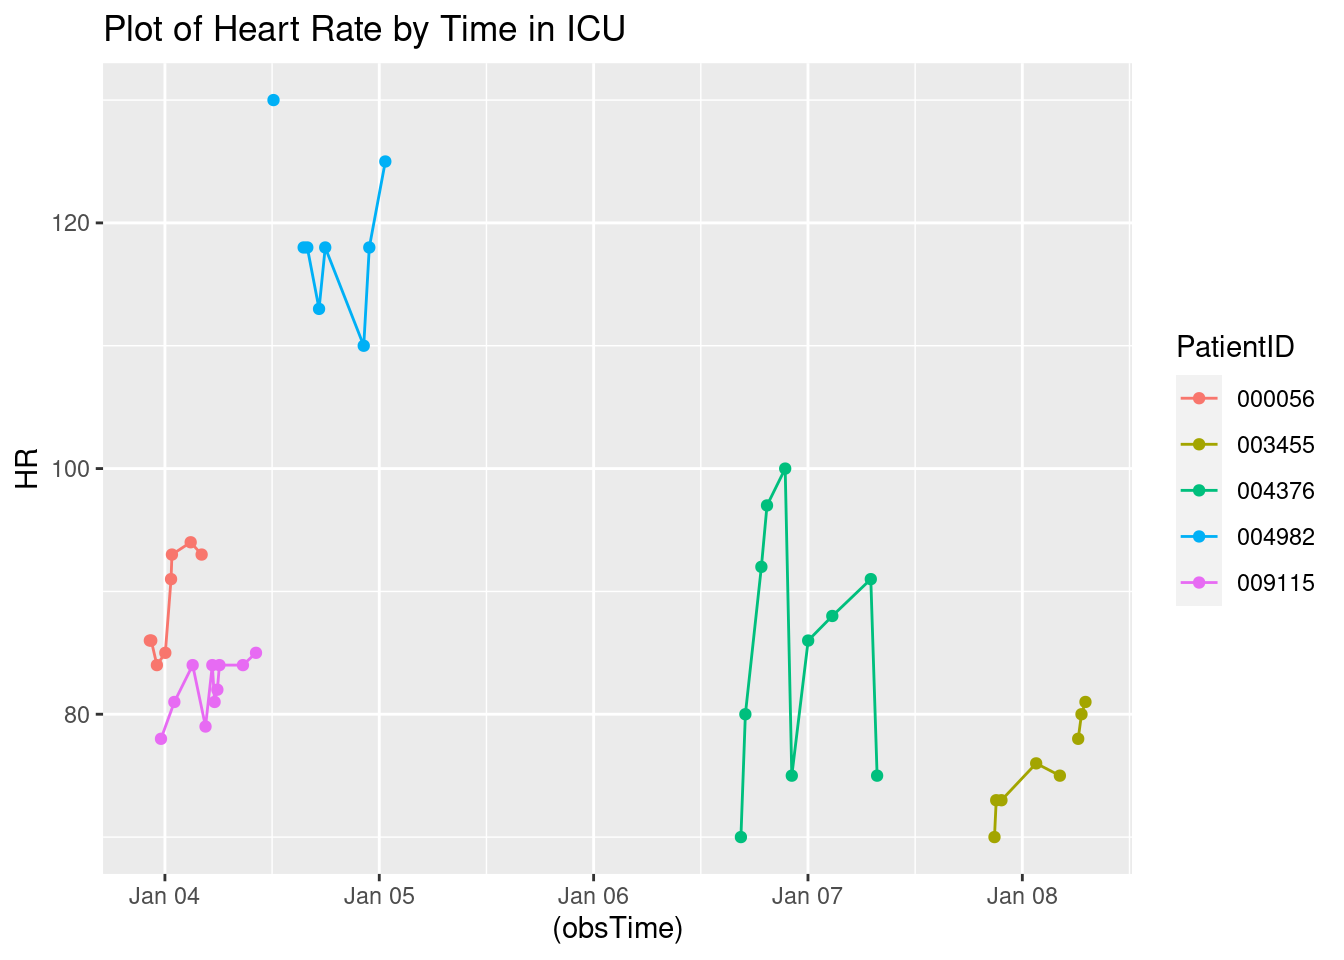 Plot of Heart Rate by Time in ICU
120
100
80
HR
Jan 04 Jan 05 Jan 06 Jan 07 Jan 08
(obsTime)
PatientID
000056
003455
004376
004982
009115